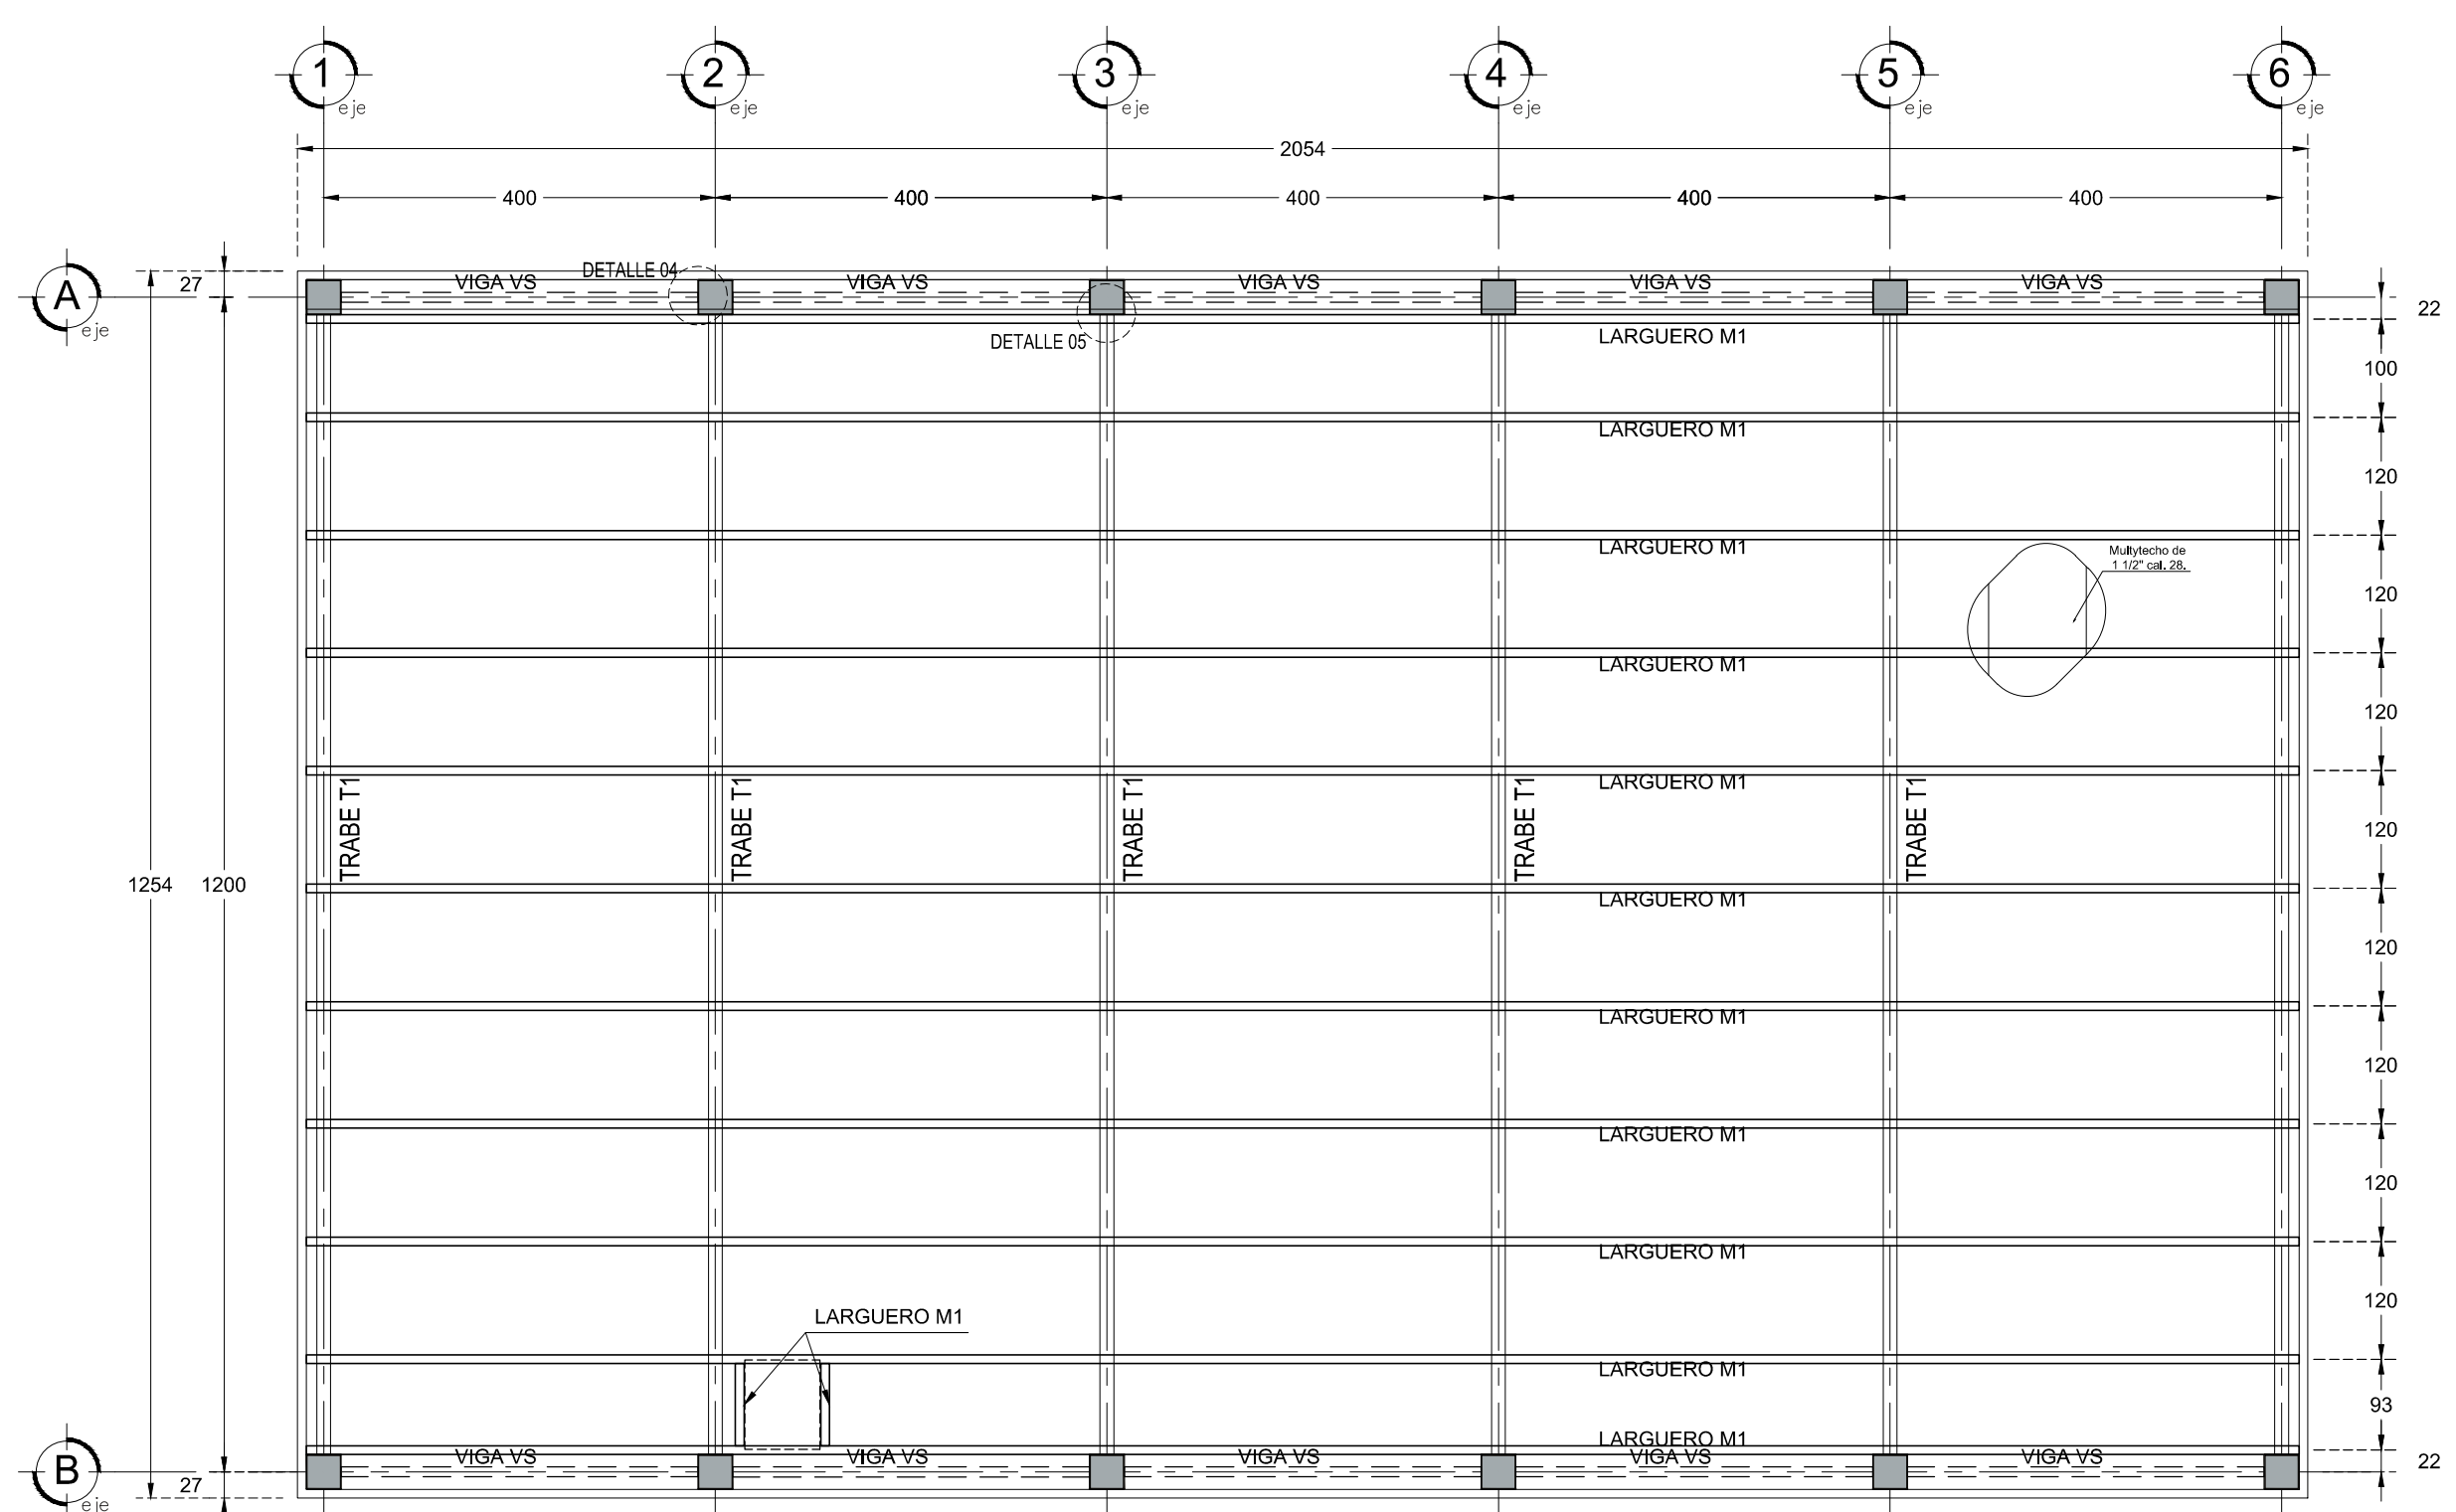 1 2 3 4 5 6
eje eje eje eje eje eje
2054
400 400 400 400 400
DETALLE 04
27 VIGA VS VIGA VS VIGA VS VIGA VS VIGA VS
A
eje
22
DETALLE 05 LARGUERO M1
100
LARGUERO M1
120
LARGUERO M1
Multytecho de
1 1/2" cal. 28.
120
LARGUERO M1
120
LARGUERO M1
TRABE T1 TRABE T1 TRABE T1 TRABE T1 TRABE T1
120
1254 1200
LARGUERO M1
120
LARGUERO M1
120
LARGUERO M1
120
LARGUERO M1
120
LARGUERO M1
LARGUERO M1
93
LARGUERO M1
VIGA VS VIGA VS VIGA VS VIGA VS VIGA VS
22
B
27
eje